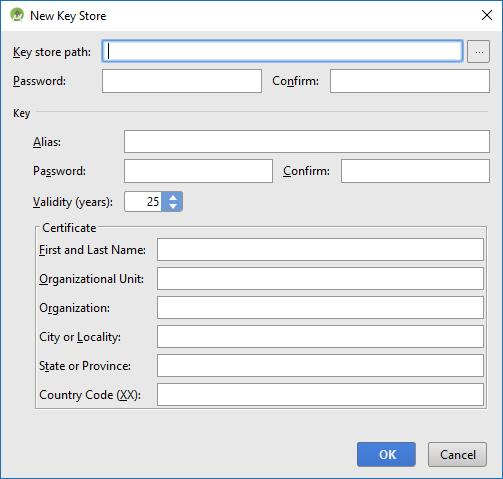 New Key Store
Key store path: ...
Password: Confirm:
Key
Alias:
Password: Confirm:
Validity (years): 25
Certificate
First and Last Name:
Organizational Unit:
Organization:
City or Locality:
State or Province:
Country Code (XX):
OK Cancel